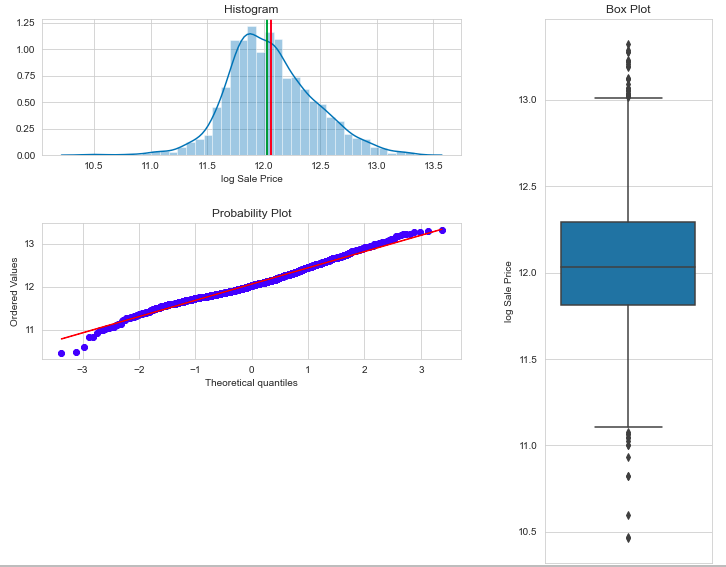 Histogram
1.25
1.00
0.75
0.50
0.25
0.00
10.5 11.0 11.5 12.0 12.5 13.0 13.5
log Sale Price
Probability Plot
13
12
11
Ordered Values
−3 −2 −1 0 1 2 3
Theoretical quantiles
Box Plot
13.0
12.5
12.0
11.5
11.0
10.5
log Sale Price